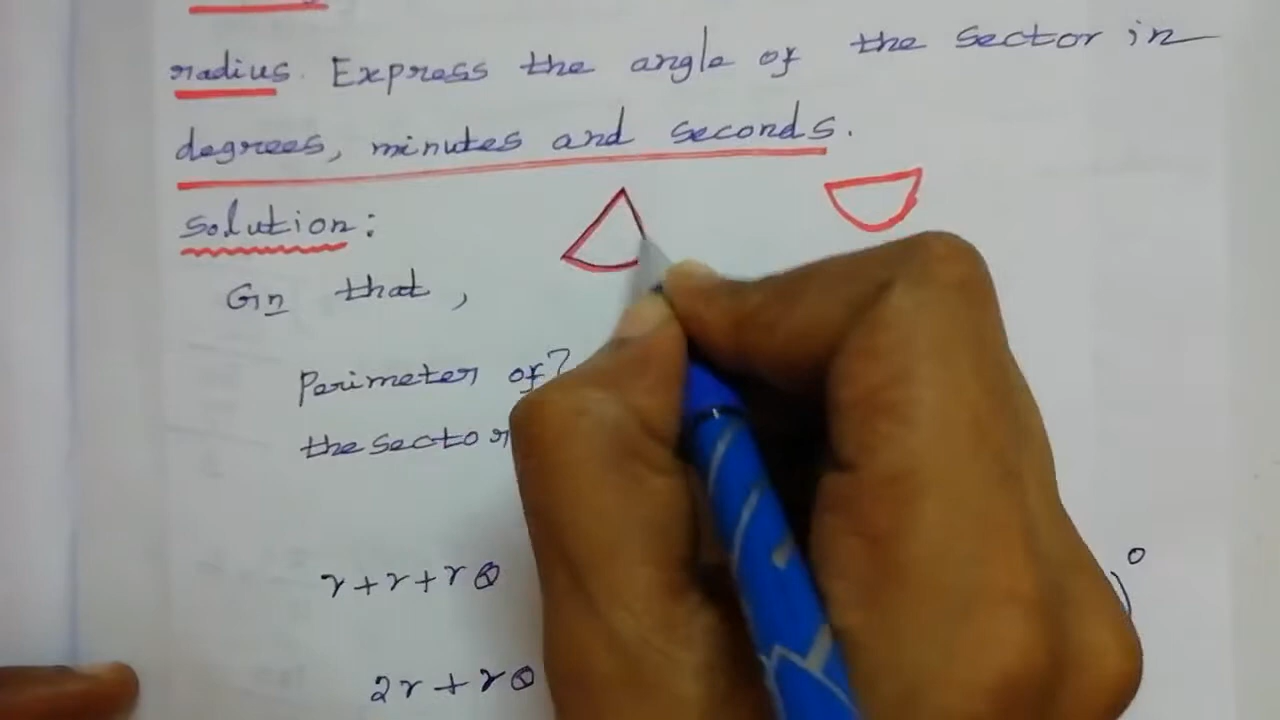 radius. Express the angle of the sector in
degrees, minutes and seconds.
Solution:
Gn that,
Perimeter of
the sector
r + r + rθ
2r + rθ